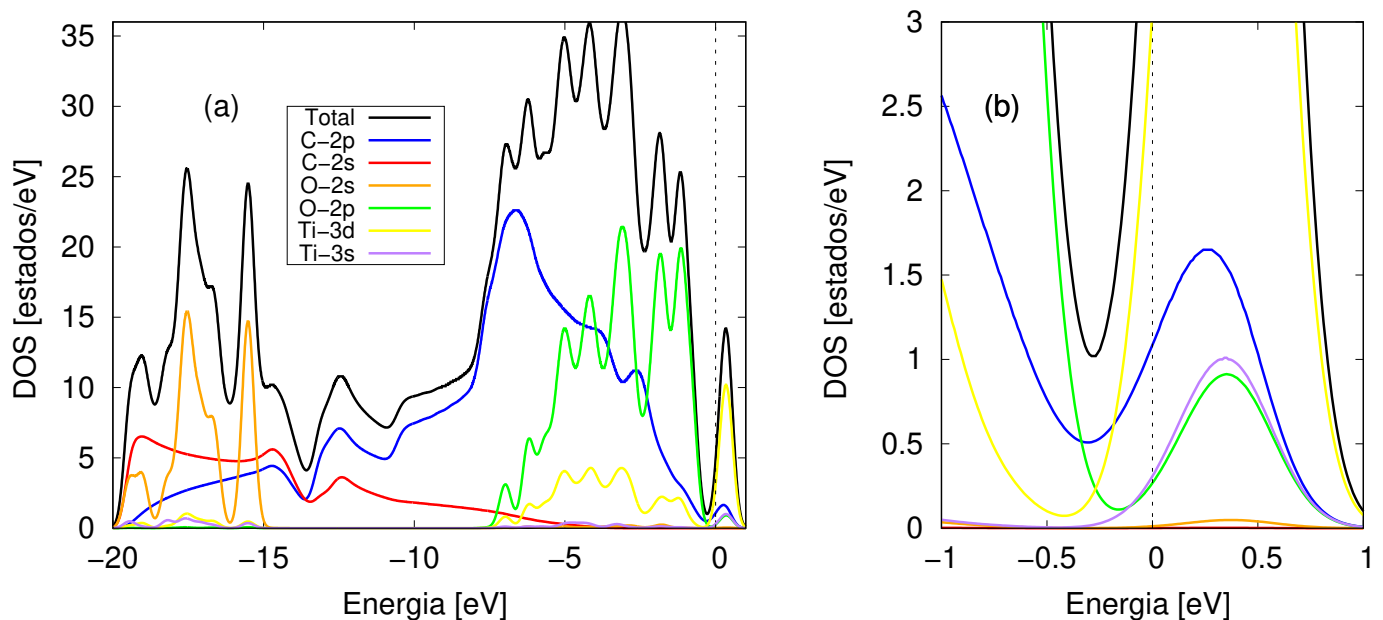 (a)
Total
C−2p
C−2s
O−2s
O−2p
Ti−3d
Ti−3s
DOS [estados/eV]
35
30
25
20
15
10
5
0
−20
−15
−10
−5
0
Energia [eV]
(b)
DOS [estados/eV]
3
2.5
2
1.5
1
0.5
0
−1
−0.5
0
0.5
1
Energia [eV]